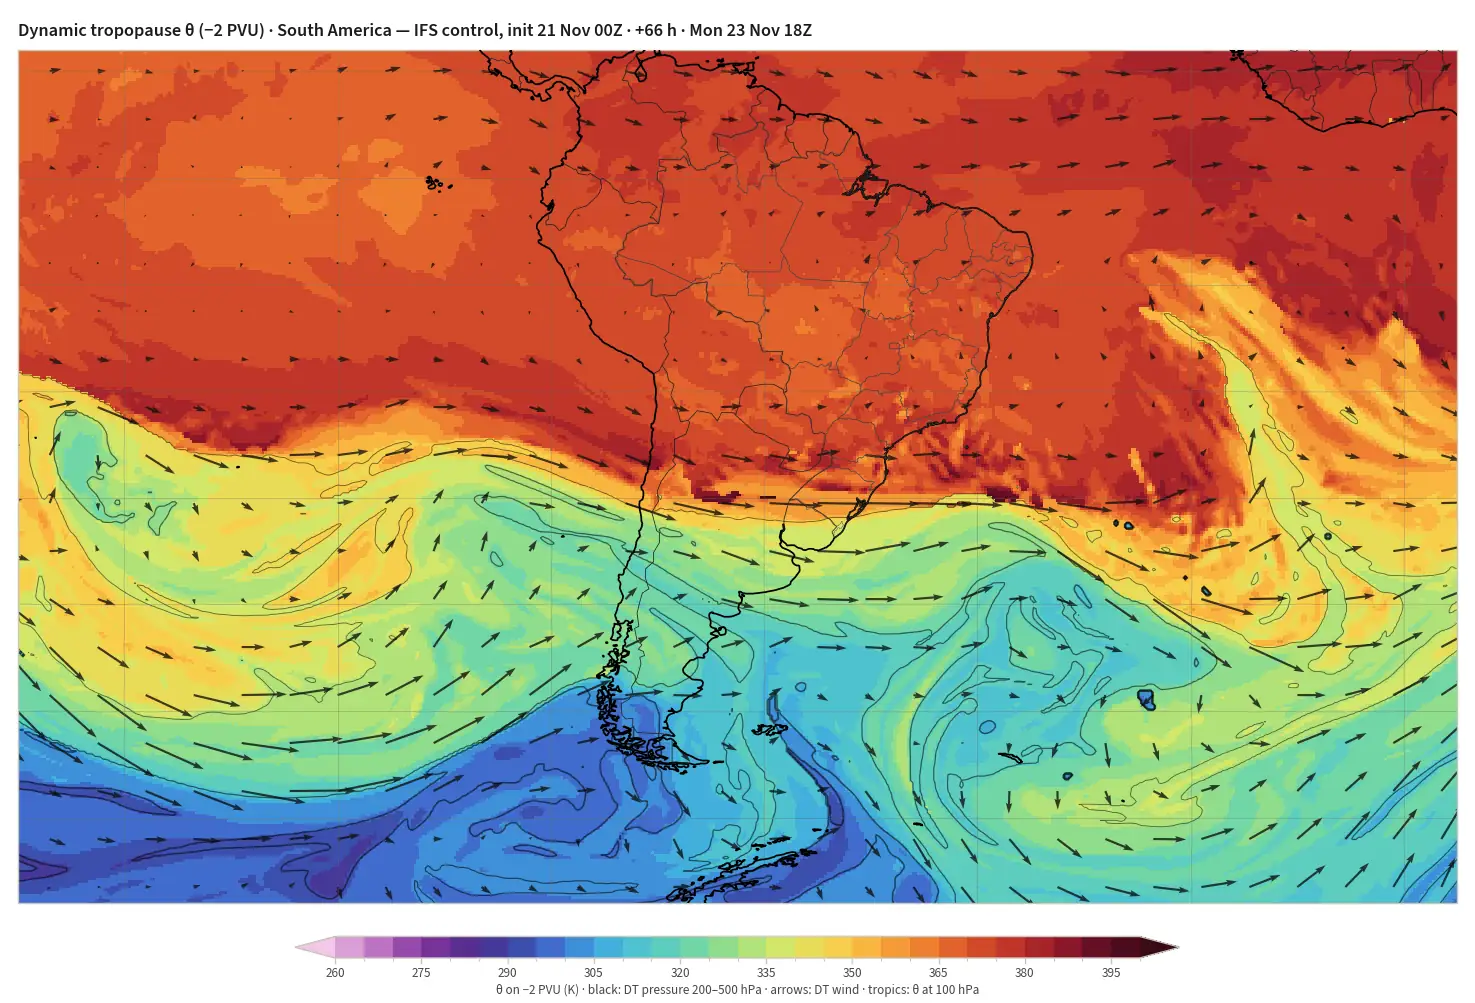 Dynamic tropopause θ (−2 PVU) · South America — IFS control, init 21 Nov 00Z · +66 h · Mon 23 Nov 18Z
260 275 290 305 320 335 350 365 380 395
θ on −2 PVU (K) · black: DT pressure 200–500 hPa · arrows: DT wind · tropics: θ at 100 hPa